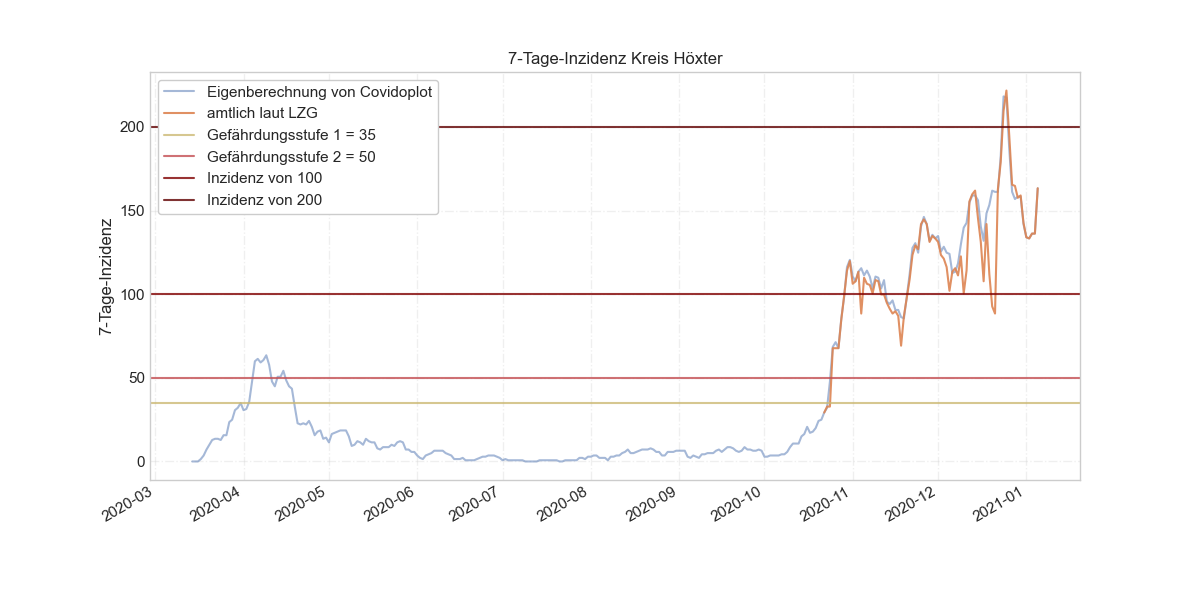 7-Tage-Inzidenz Kreis Höxter
Eigenberechnung von Covidoplot
amtlich laut LZG
Gefährdungsstufe 1 = 35
Gefährdungsstufe 2 = 50
Inzidenz von 100
Inzidenz von 200
7-Tage-Inzidenz
200
150
100
50
0
2020-03
2020-04
2020-05
2020-06
2020-07
2020-08
2020-09
2020-10
2020-11
2020-12
2021-01